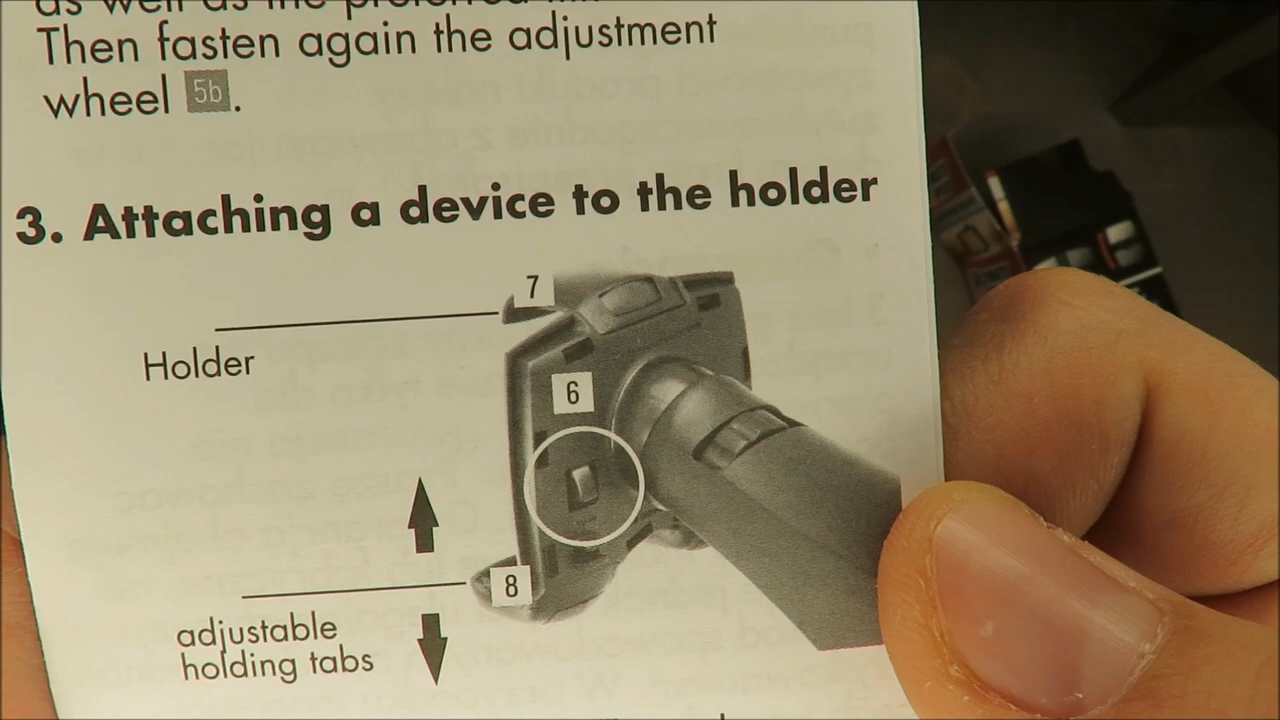 Then fasten again the adjustment
wheel 5b.
3. Attaching a device to the holder
7
Holder
6
8
adjustable
holding tabs